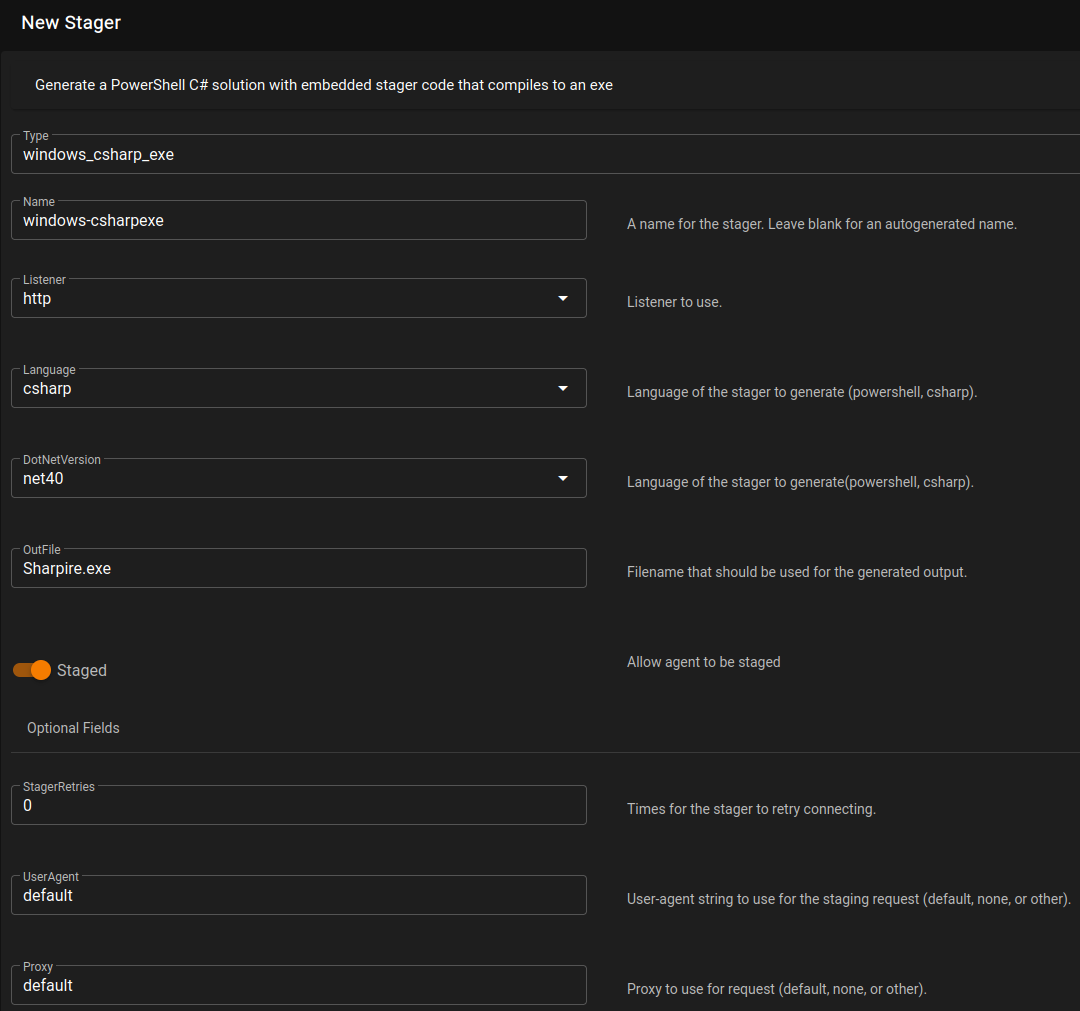 New Stager
Generate a PowerShell C# solution with embedded stager code that compiles to an exe
Type
windows_csharp_exe
Name
windows-csharpexe
A name for the stager. Leave blank for an autogenerated name.
Listener
http
Listener to use.
Language
csharp
Language of the stager to generate (powershell, csharp).
DotNetVersion
net40
Language of the stager to generate(powershell, csharp).
OutFile
Sharpire.exe
Filename that should be used for the generated output.
Staged
Allow agent to be staged
Optional Fields
StagerRetries
0
Times for the stager to retry connecting.
UserAgent
default
User-agent string to use for the staging request (default, none, or other).
Proxy
default
Proxy to use for request (default, none, or other).